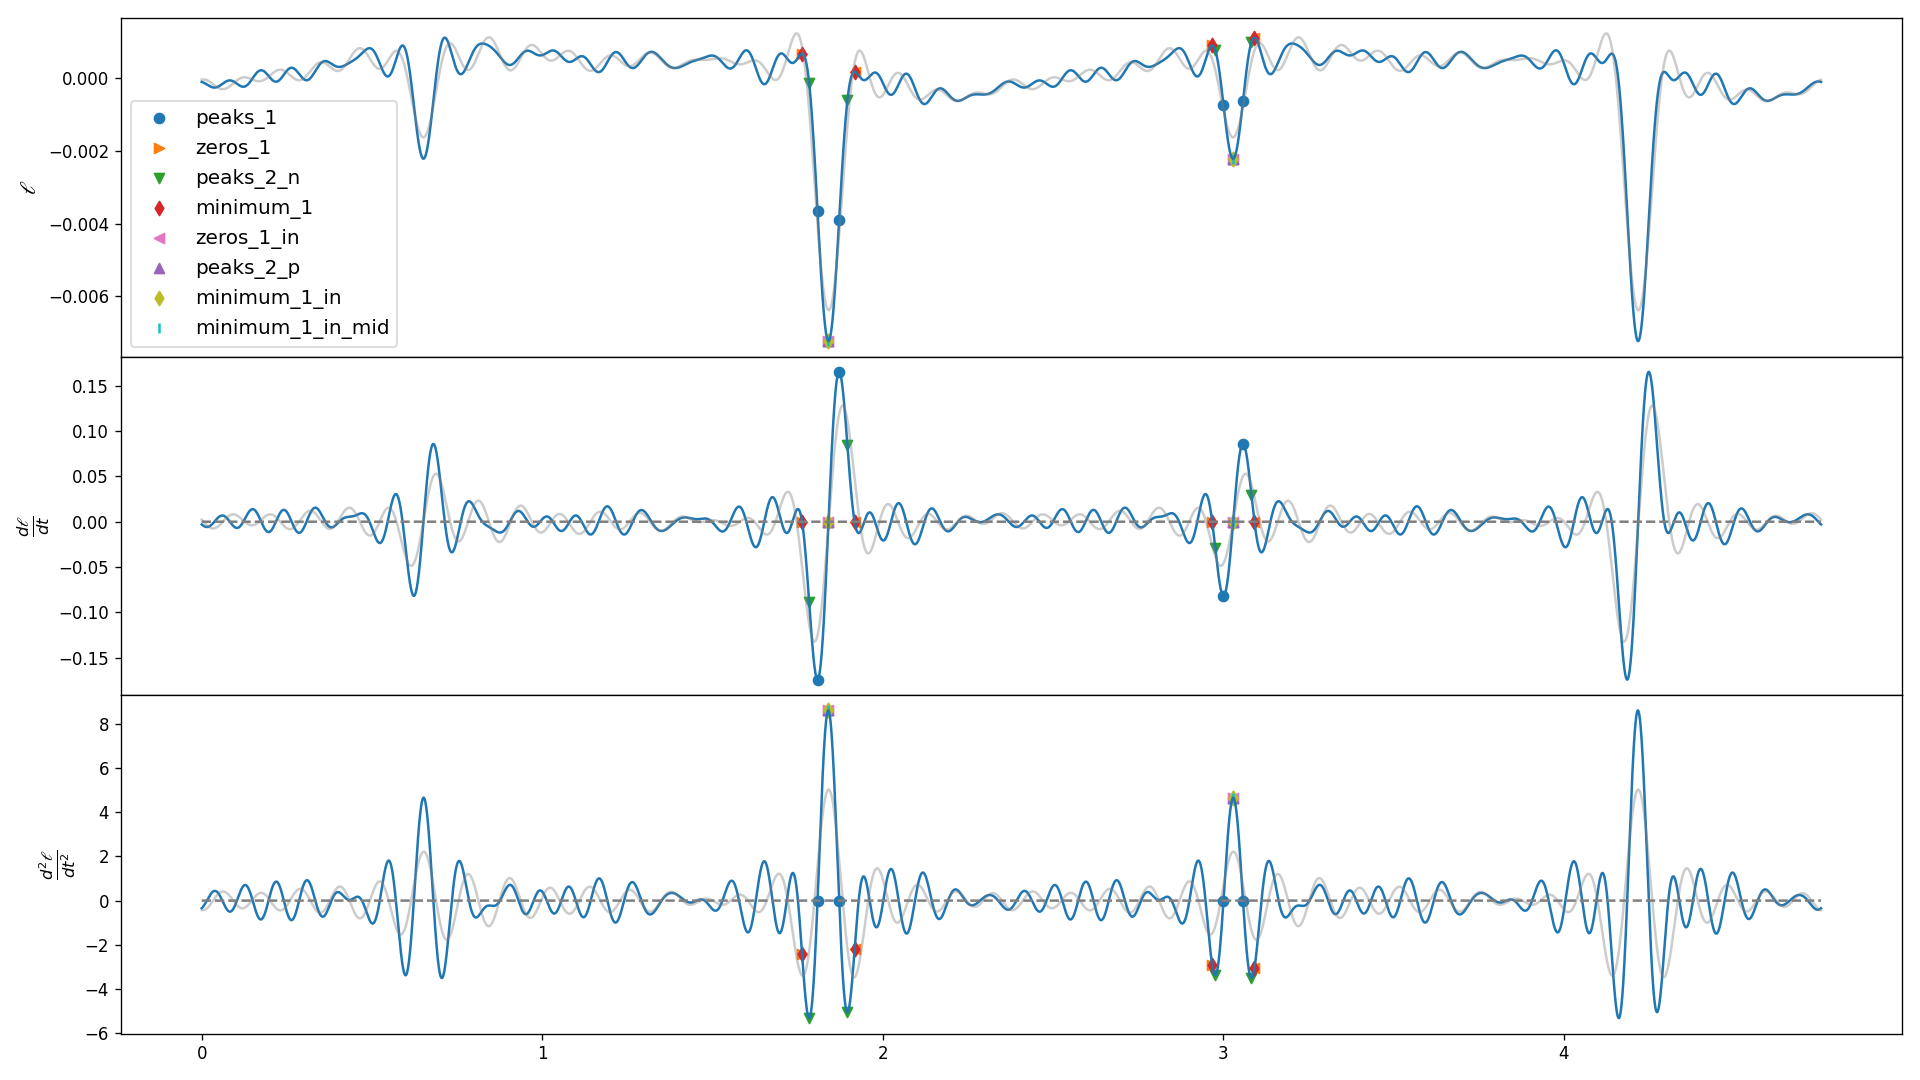 0.000
−0.002
−0.004
−0.006
ℓ
peaks_1
zeros_1
peaks_2_n
minimum_1
zeros_1_in
peaks_2_p
minimum_1_in
minimum_1_in_mid
0.15
0.10
0.05
0.00
−0.05
−0.10
−0.15
dℓ/dt
8
6
4
2
0
−2
−4
−6
d²ℓ/dt²
0 1 2 3 4